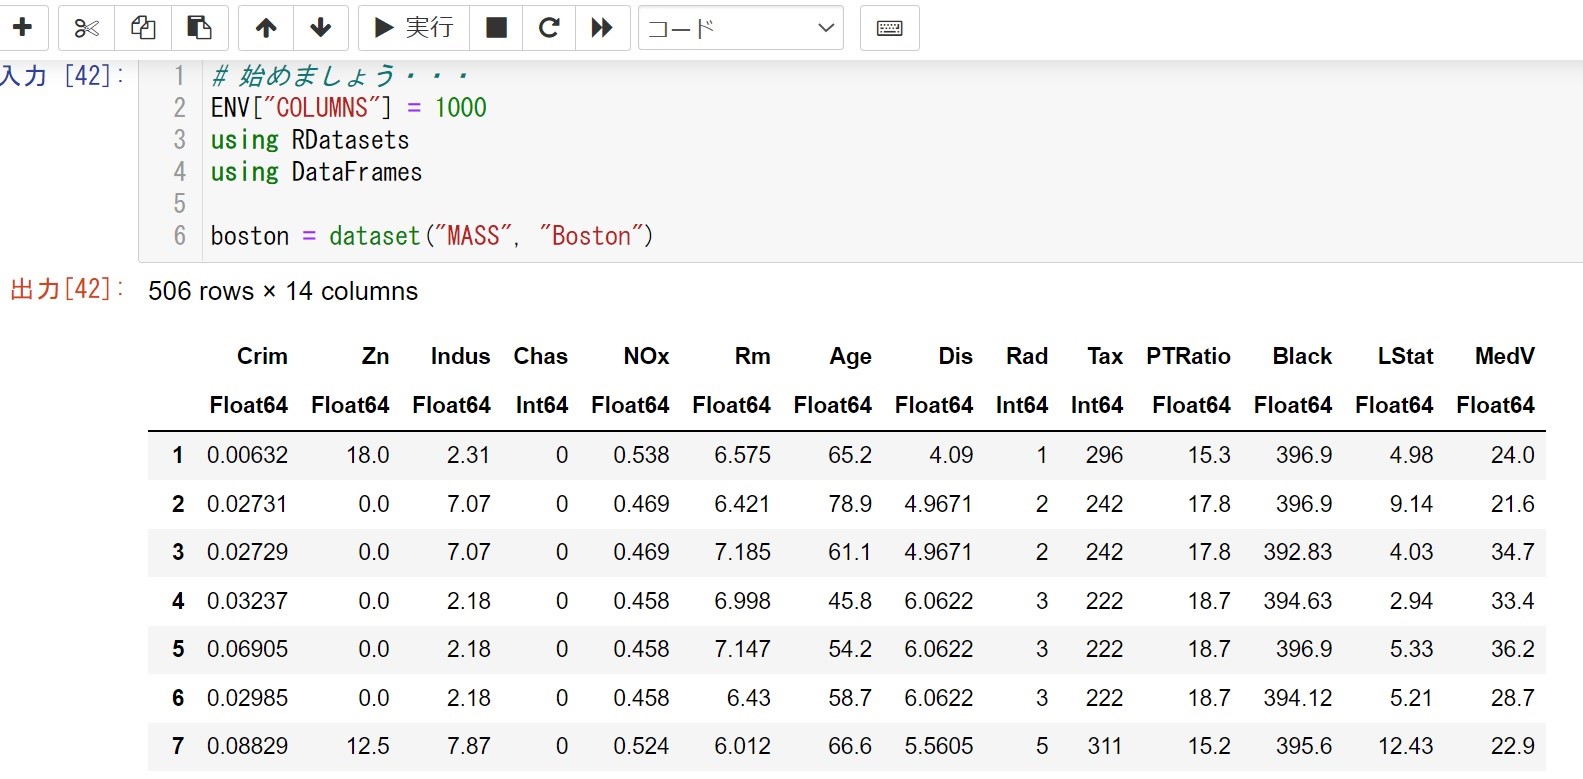 実行 コード
入力 [42]:
1 # 始めましょう・・・
2 ENV["COLUMNS"] = 1000
3 using RDatasets
4 using DataFrames
5
6 boston = dataset("MASS", "Boston")
出力[42]: 506 rows × 14 columns
Crim Zn Indus Chas NOx Rm Age Dis Rad Tax PTRatio Black LStat MedV
Float64 Float64 Float64 Int64 Float64 Float64 Float64 Float64 Int64 Int64 Float64 Float64 Float64 Float64
1 0.00632 18.0 2.31 0 0.538 6.575 65.2 4.09 1 296 15.3 396.9 4.98 24.0
2 0.02731 0.0 7.07 0 0.469 6.421 78.9 4.9671 2 242 17.8 396.9 9.14 21.6
3 0.02729 0.0 7.07 0 0.469 7.185 61.1 4.9671 2 242 17.8 392.83 4.03 34.7
4 0.03237 0.0 2.18 0 0.458 6.998 45.8 6.0622 3 222 18.7 394.63 2.94 33.4
5 0.06905 0.0 2.18 0 0.458 7.147 54.2 6.0622 3 222 18.7 396.9 5.33 36.2
6 0.02985 0.0 2.18 0 0.458 6.43 58.7 6.0622 3 222 18.7 394.12 5.21 28.7
7 0.08829 12.5 7.87 0 0.524 6.012 66.6 5.5605 5 311 15.2 395.6 12.43 22.9